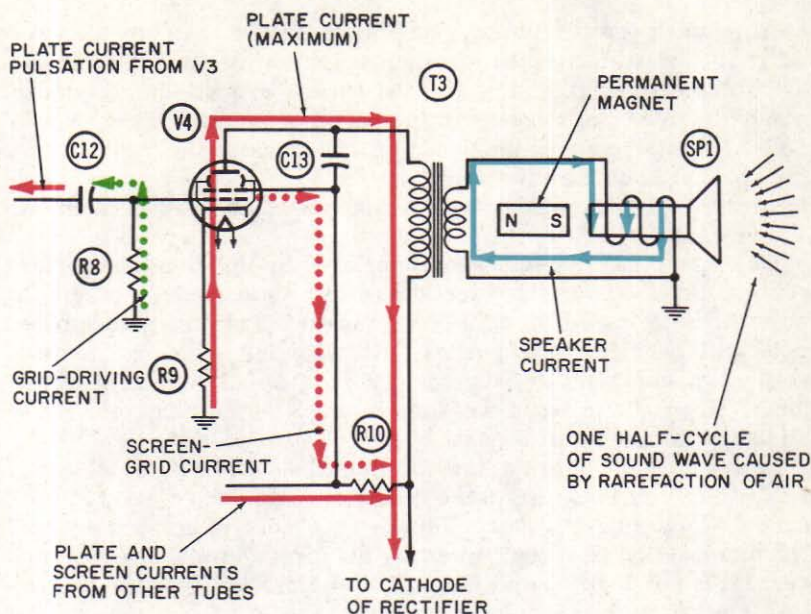 PLATE CURRENT
(MAXIMUM)
PLATE CURRENT
PULSATION FROM V3
T3
PERMANENT
MAGNET
V4
C12
C13
SP1
N S
R8
GRID-DRIVING
CURRENT
R9
SPEAKER
CURRENT
SCREEN-
GRID CURRENT
R10
ONE HALF-CYCLE
OF SOUND WAVE CAUSED
BY RAREFACTION OF AIR
PLATE AND
SCREEN CURRENTS
FROM OTHER TUBES
TO CATHODE
OF RECTIFIER